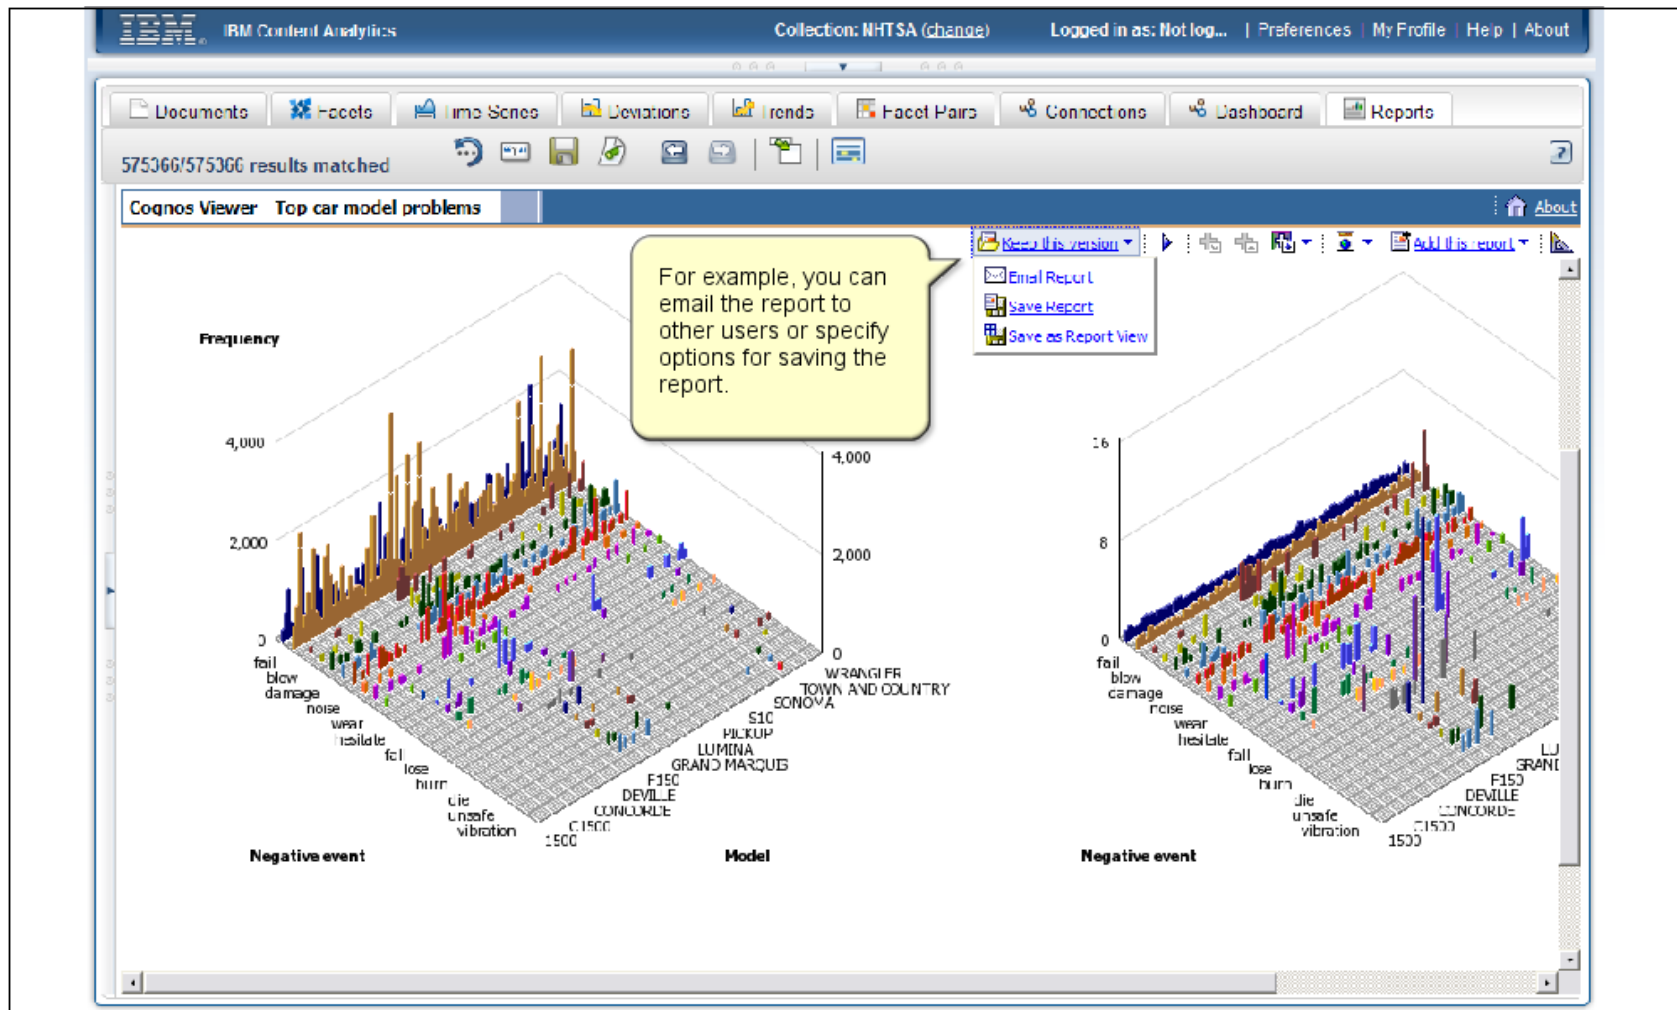 IBM IBM Content Analytics
Collection: NHTSA (change)
Logged in as: Not log... | Preferences | My Profile | Help | About
Documents
Facets
Time Series
Deviations
Trends
Facet Pairs
Connections
Dashboard
Reports
575366/575366 results matched
Cognos Viewer Top car model problems
About
Keep this version
Add this report
Email Report
Save Report
Save as Report View
For example, you can
email the report to
other users or specify
options for saving the
report.
Frequency
4,000
2,000
0
fail
blow
damage
noise
wear
hesitate
fall
lose
burn
die
unsafe
vibration
Negative event
4,000
2,000
0
WRANGLER
TOWN AND COUNTRY
SONOMA
S10
PICKUP
LUMINA
GRAND MARQUIS
F150
DEVILLE
CONCORDE
C1500
1500
Model
16
8
0
fail
blow
damage
noise
wear
hesitate
fall
lose
burn
die
unsafe
vibration
Negative event
LU
GRAND
F150
DEVILLE
CONCORDE
C1500
1500